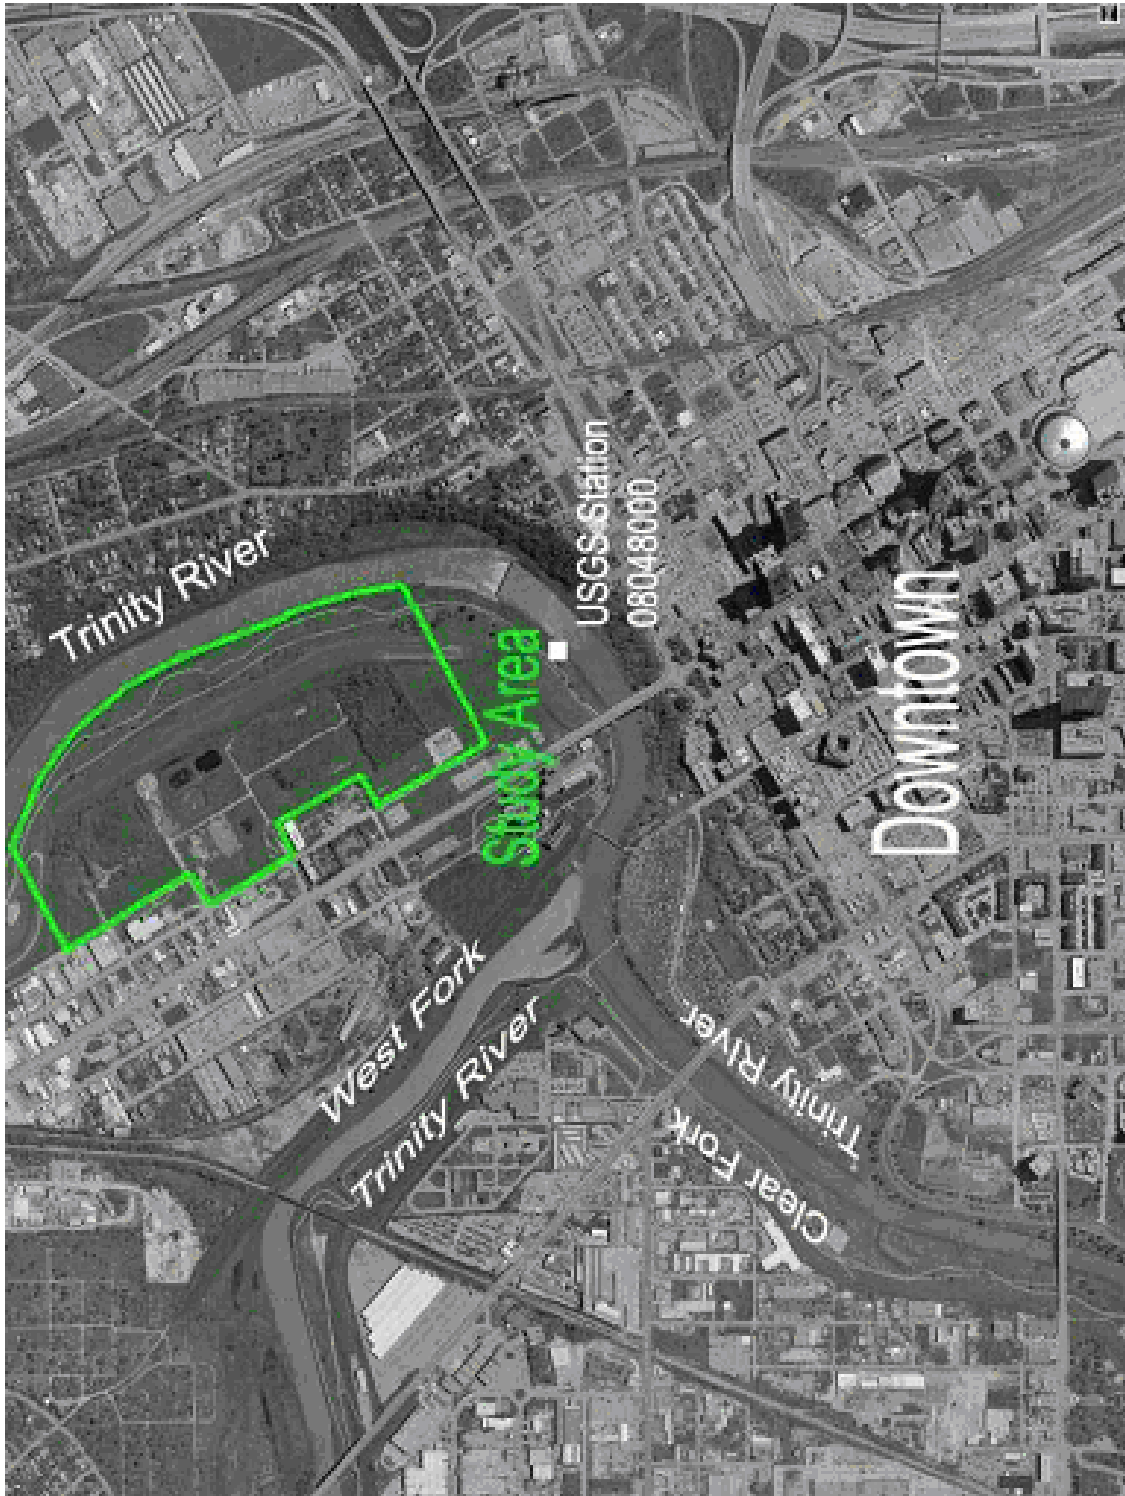 Trinity River
USGS Station
08048000
Study Area
Downtown
West Fork
Trinity River
Clear Fork
Trinity River